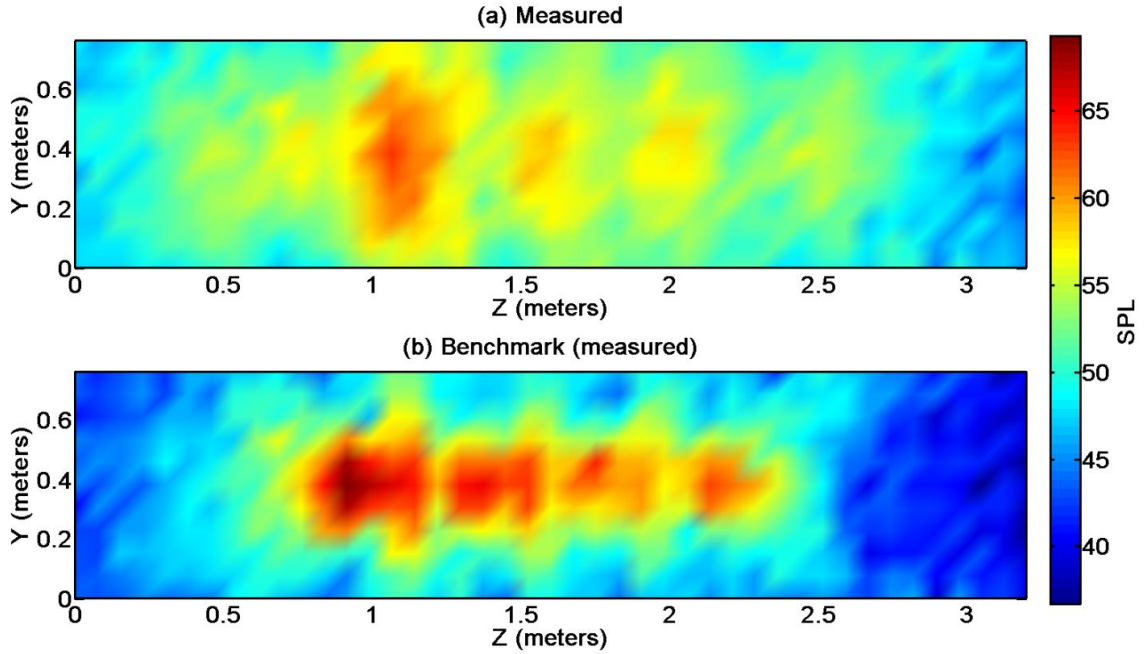 (a) Measured
0.6
0.4
0.2
0
Y (meters)
0 0.5 1 1.5 2 2.5 3
Z (meters)
(b) Benchmark (measured)
0.6
0.4
0.2
0
Y (meters)
0 0.5 1 1.5 2 2.5 3
Z (meters)
65
60
55
50
45
40
SPL